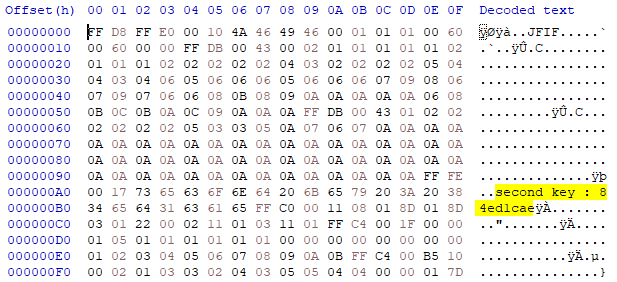 Offset(h) 00 01 02 03 04 05 06 07 08 09 0A 0B 0C 0D 0E 0F Decoded text
00000000 FF D8 FF E0 00 10 4A 46 49 46 00 01 01 01 00 60 ÿØÿà..JFIF.....`
00000010 00 60 00 00 FF DB 00 43 00 02 01 01 01 01 01 02 .`..ÿÛ.C........
00000020 01 01 01 02 02 02 02 02 04 03 02 02 02 02 05 04 ................
00000030 04 03 04 06 05 06 06 06 05 06 06 06 07 09 08 06 ................
00000040 07 09 07 06 06 08 0B 08 09 0A 0A 0A 0A 0A 06 08 ................
00000050 0B 0C 0B 0A 0C 09 0A 0A 0A FF DB 00 43 01 02 02 .........ÿÛ.C...
00000060 02 02 02 02 05 03 03 05 0A 07 06 07 0A 0A 0A 0A ................
00000070 0A 0A 0A 0A 0A 0A 0A 0A 0A 0A 0A 0A 0A 0A 0A 0A ................
00000080 0A 0A 0A 0A 0A 0A 0A 0A 0A 0A 0A 0A 0A 0A 0A 0A ................
00000090 0A 0A 0A 0A 0A 0A 0A 0A 0A 0A 0A 0A 0A 0A FF FE ..............ÿþ
000000A0 00 17 73 65 63 6F 6E 64 20 6B 65 79 20 3A 20 38 ..second key : 8
000000B0 34 65 64 31 63 61 65 FF C0 00 11 08 01 8D 01 8D 4ed1caeÿÀ.......
000000C0 03 01 22 00 02 11 01 03 11 01 FF C4 00 1F 00 00 ..".......ÿÄ....
000000D0 01 05 01 01 01 01 01 01 00 00 00 00 00 00 00 00 ................
000000E0 01 02 03 04 05 06 07 08 09 0A 0B FF C4 00 B5 10 ...........ÿÄ.µ.
000000F0 00 02 01 03 03 02 04 03 05 05 04 04 00 00 01 7D ...............}